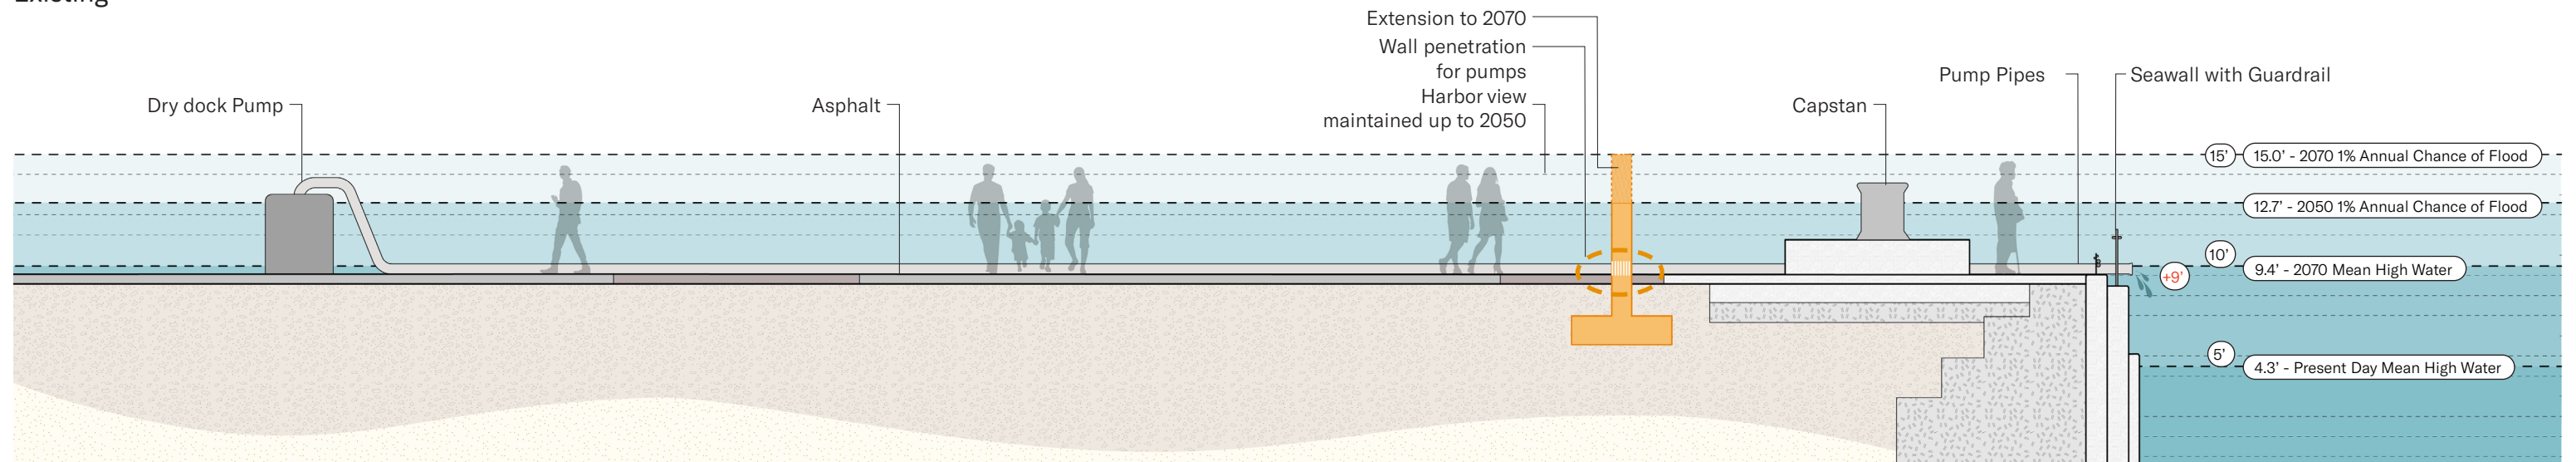 Existing
Extension to 2070
Wall penetration
for pumps
Harbor view
maintained up to 2050
Dry dock Pump
Asphalt
Capstan
Pump Pipes
Seawall with Guardrail
15’
15.0’ - 2070 1% Annual Chance of Flood
12.7’ - 2050 1% Annual Chance of Flood
10’
9.4’ - 2070 Mean High Water
+9’
5’
4.3’ - Present Day Mean High Water